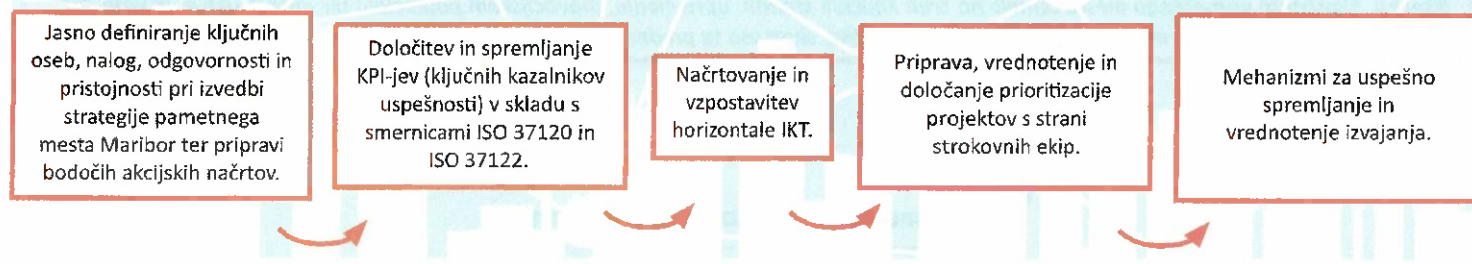 Jasno definiranje ključnih
oseb, nalog, odgovornosti in
pristojnosti pri izvedbi
strategije pametnega
mesta Maribor ter pripravi
bodočih akcijskih načrtov.
Določitev in spremljanje
KPI-jev (ključnih kazalnikov
uspešnosti) v skladu s
smernicami ISO 37120 in
ISO 37122.
Načrtovanje in
vzpostavitev
horizontale IKT.
Priprava, vrednotenje in
določanje prioritizacije
projektov s strani
strokovnih ekip.
Mehanizmi za uspešno
spremljanje in
vrednotenje izvajanja.